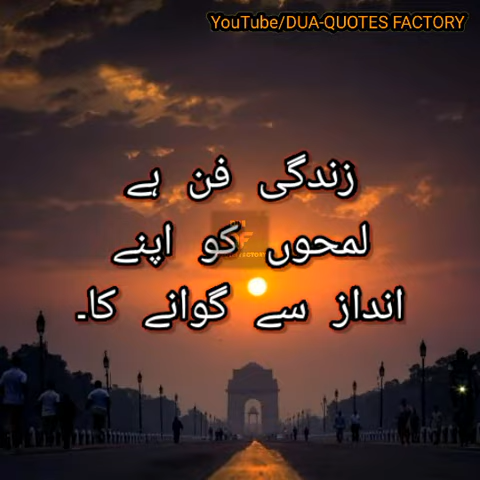 YouTube/DUA-QUOTES FACTORY
زندگی فن ہے
لمحوں کو اپنے
انداز سے گوانے کا۔